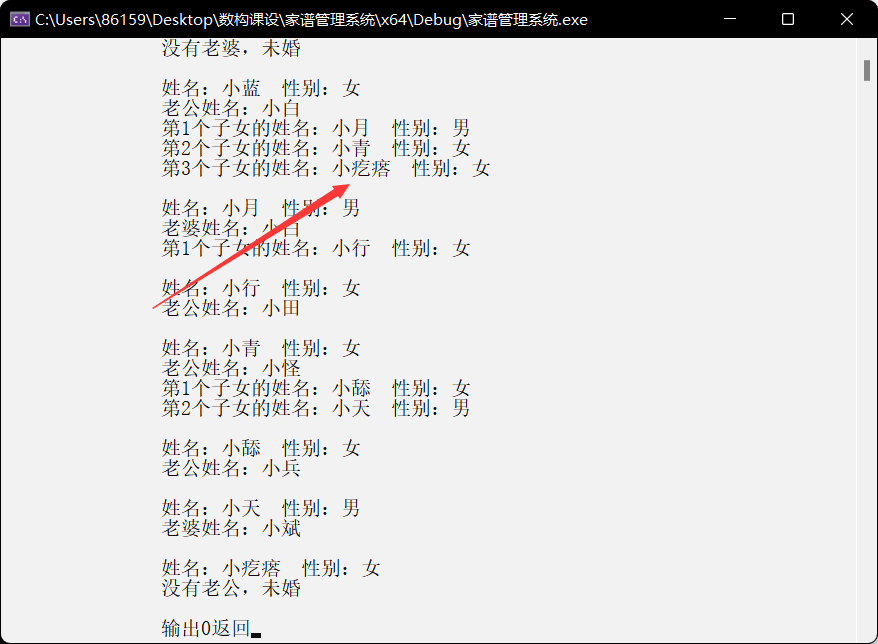 C:\Users\86159\Desktop\数构课设\家谱管理系统\x64\Debug\家谱管理系统.exe
没有老婆，未婚
姓名：小蓝 性别：女
老公姓名：小白
第1个子女的姓名：小月 性别：男
第2个子女的姓名：小青 性别：女
第3个子女的姓名：小疙瘩 性别：女
姓名：小月 性别：男
老婆姓名：小白
第1个子女的姓名：小行 性别：女
姓名：小行 性别：女
老公姓名：小田
姓名：小青 性别：女
老公姓名：小怪
第1个子女的姓名：小舔 性别：女
第2个子女的姓名：小天 性别：男
姓名：小舔 性别：女
老公姓名：小兵
姓名：小天 性别：男
老婆姓名：小斌
姓名：小疙瘩 性别：女
没有老公，未婚
输出0返回